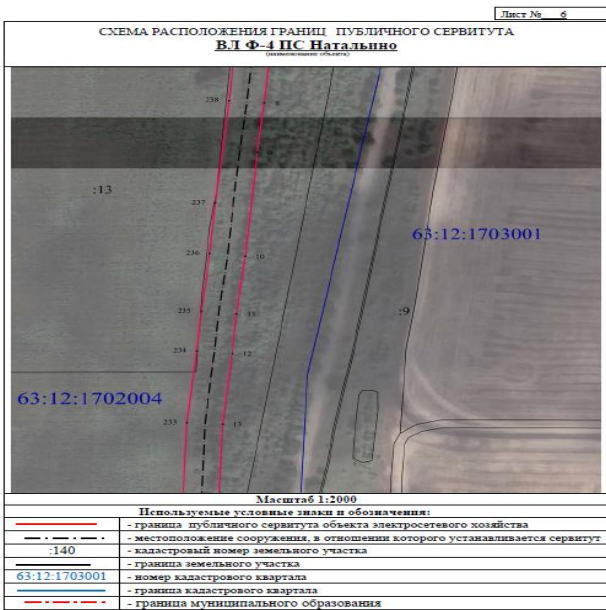 Лист № 6
СХЕМА РАСПОЛОЖЕНИЯ ГРАНИЦ ПУБЛИЧНОГО СЕРВИТУТА
ВЛ Ф-4 ПС Натальино
(наименование объекта)
238
:13
237
63:12:1703001
236
10
235
11
:9
234
12
63:12:1702004
233
13
Масштаб 1:2000
Используемые условные знаки и обозначения:
- граница публичного сервитута объекта электросетевого хозяйства
- местоположение сооружения, в отношении которого устанавливается сервитут
:140 - кадастровый номер земельного участка
- граница земельного участка
63:12:1703001 - номер кадастрового квартала
- граница кадастрового квартала
- граница муниципального образования